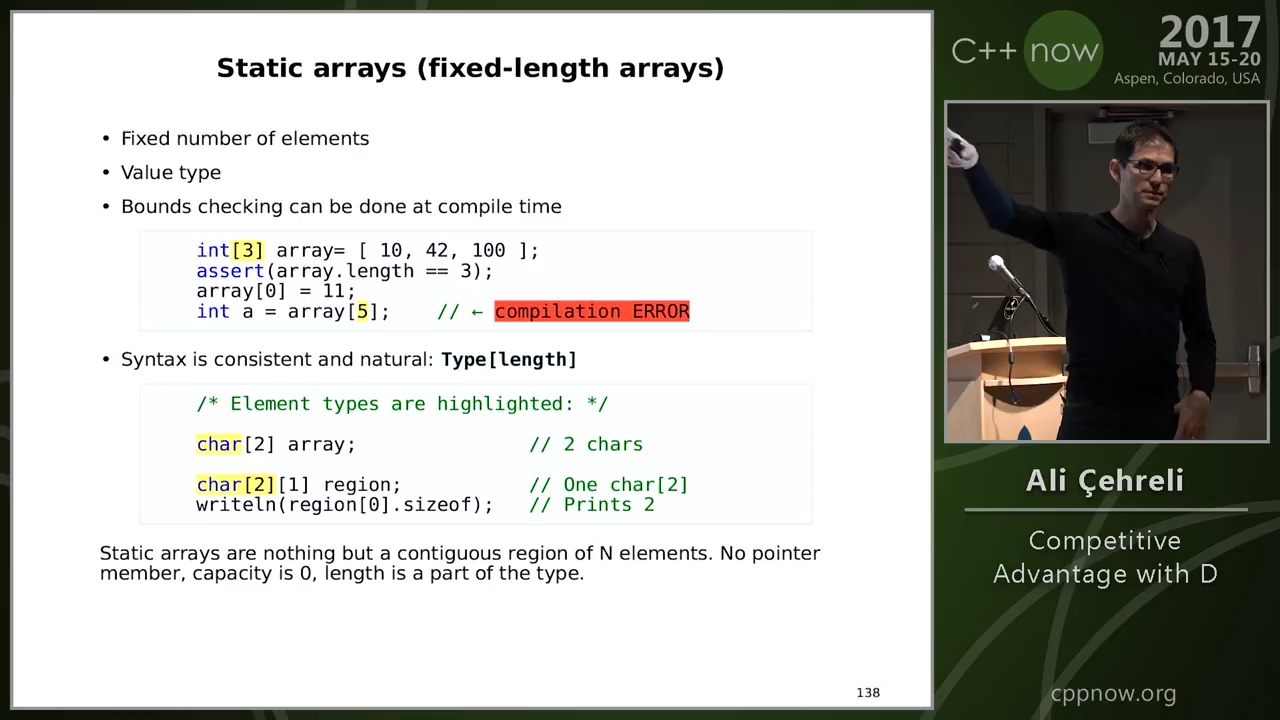 Static arrays (fixed-length arrays)
• Fixed number of elements
• Value type
• Bounds checking can be done at compile time
int[3] array= [ 10, 42, 100 ];
assert(array.length == 3);
array[0] = 11;
int a = array[5];    // ← compilation ERROR
• Syntax is consistent and natural: Type[length]
/* Element types are highlighted: */
char[2] array;               // 2 chars
char[2][1] region;           // One char[2]
writeln(region[0].sizeof);   // Prints 2
Static arrays are nothing but a contiguous region of N elements. No pointer
member, capacity is 0, length is a part of the type.
138
C++ now
2017
MAY 15-20
Aspen, Colorado, USA
Ali Çehreli
Competitive
Advantage with D
cppnow.org